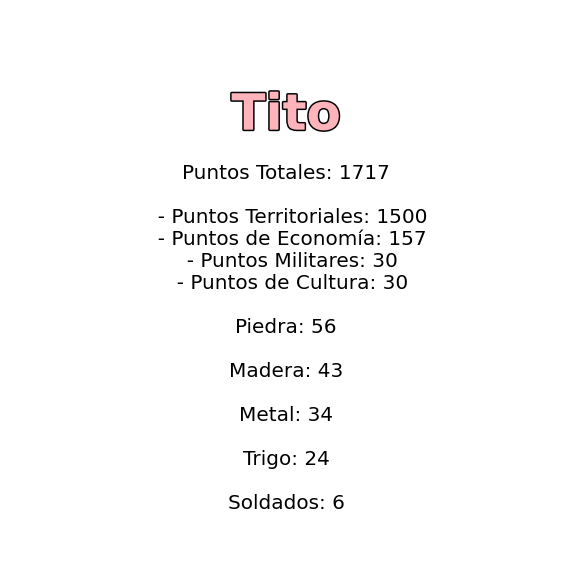 Tito
Puntos Totales: 1717
- Puntos Territoriales: 1500
- Puntos de Economía: 157
- Puntos Militares: 30
- Puntos de Cultura: 30
Piedra: 56
Madera: 43
Metal: 34
Trigo: 24
Soldados: 6